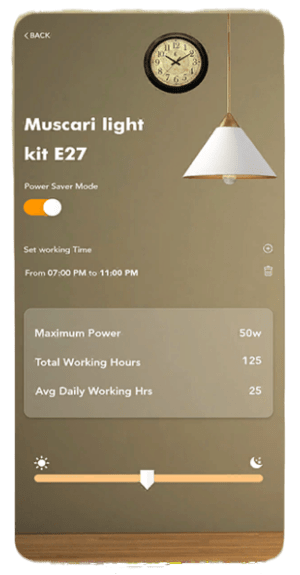 < BACK
Muscari light
kit E27
Power Saver Mode
Set working Time
From 07:00 PM to 11:00 PM
Maximum Power 50w
Total Working Hours 125
Avg Daily Working Hrs 25